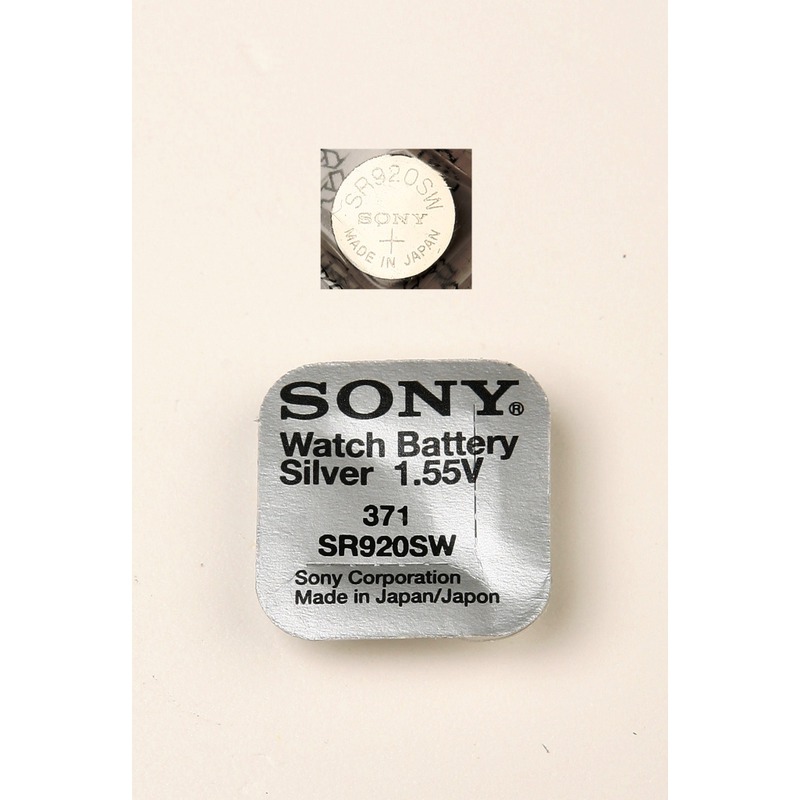 SR920SW
SONY
+
MADE IN JAPAN
SONY®
Watch Battery
Silver 1.55V
371
SR920SW
Sony Corporation
Made in Japan/Japon